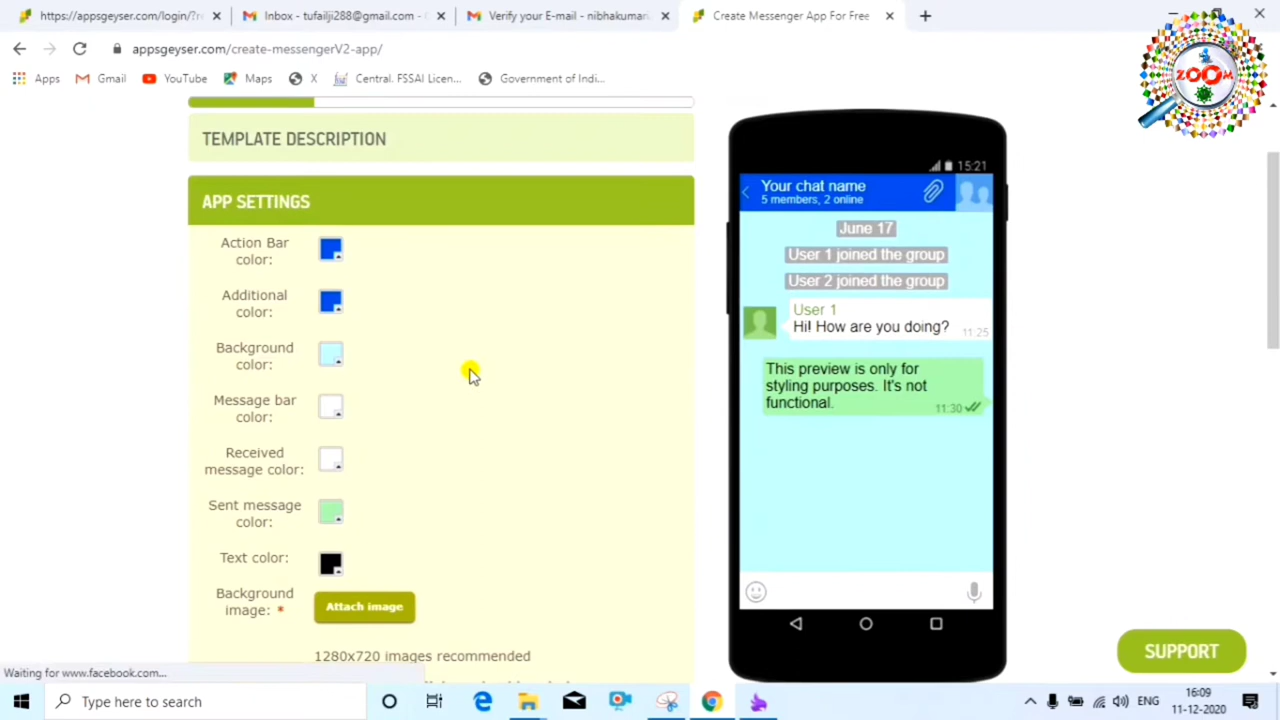 https://appsgeyser.com/login/?re
Inbox - tufailji288@gmail.com - G
Verify your E-mail - nibhakumari
Create Messenger App For Free
appsgeyser.com/create-messengerV2-app/
Apps
Gmail
YouTube
Maps
X
Central. FSSAI Licen...
Government of Indi...
ZOOM
TEMPLATE DESCRIPTION
APP SETTINGS
Action Bar
color:
Additional
color:
Background
color:
Message bar
color:
Received
message color:
Sent message
color:
Text color:
Background
image: *
Attach image
1280x720 images recommended
15:21
Your chat name
5 members, 2 online
June 17
User 1 joined the group
User 2 joined the group
User 1
Hi! How are you doing?
11:25
This preview is only for
styling purposes. It's not
functional.
11:30
SUPPORT
Waiting for www.facebook.com...
Type here to search
ENG
16:09
11-12-2020